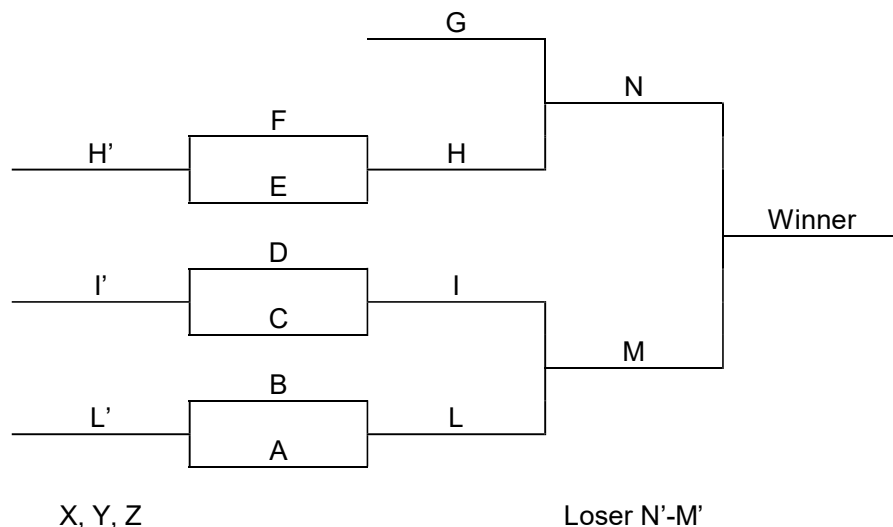 G
N
F
H’ H
E
Winner
D
I’ I
C
M
B
L’ L
A
X, Y, Z Loser N’-M’